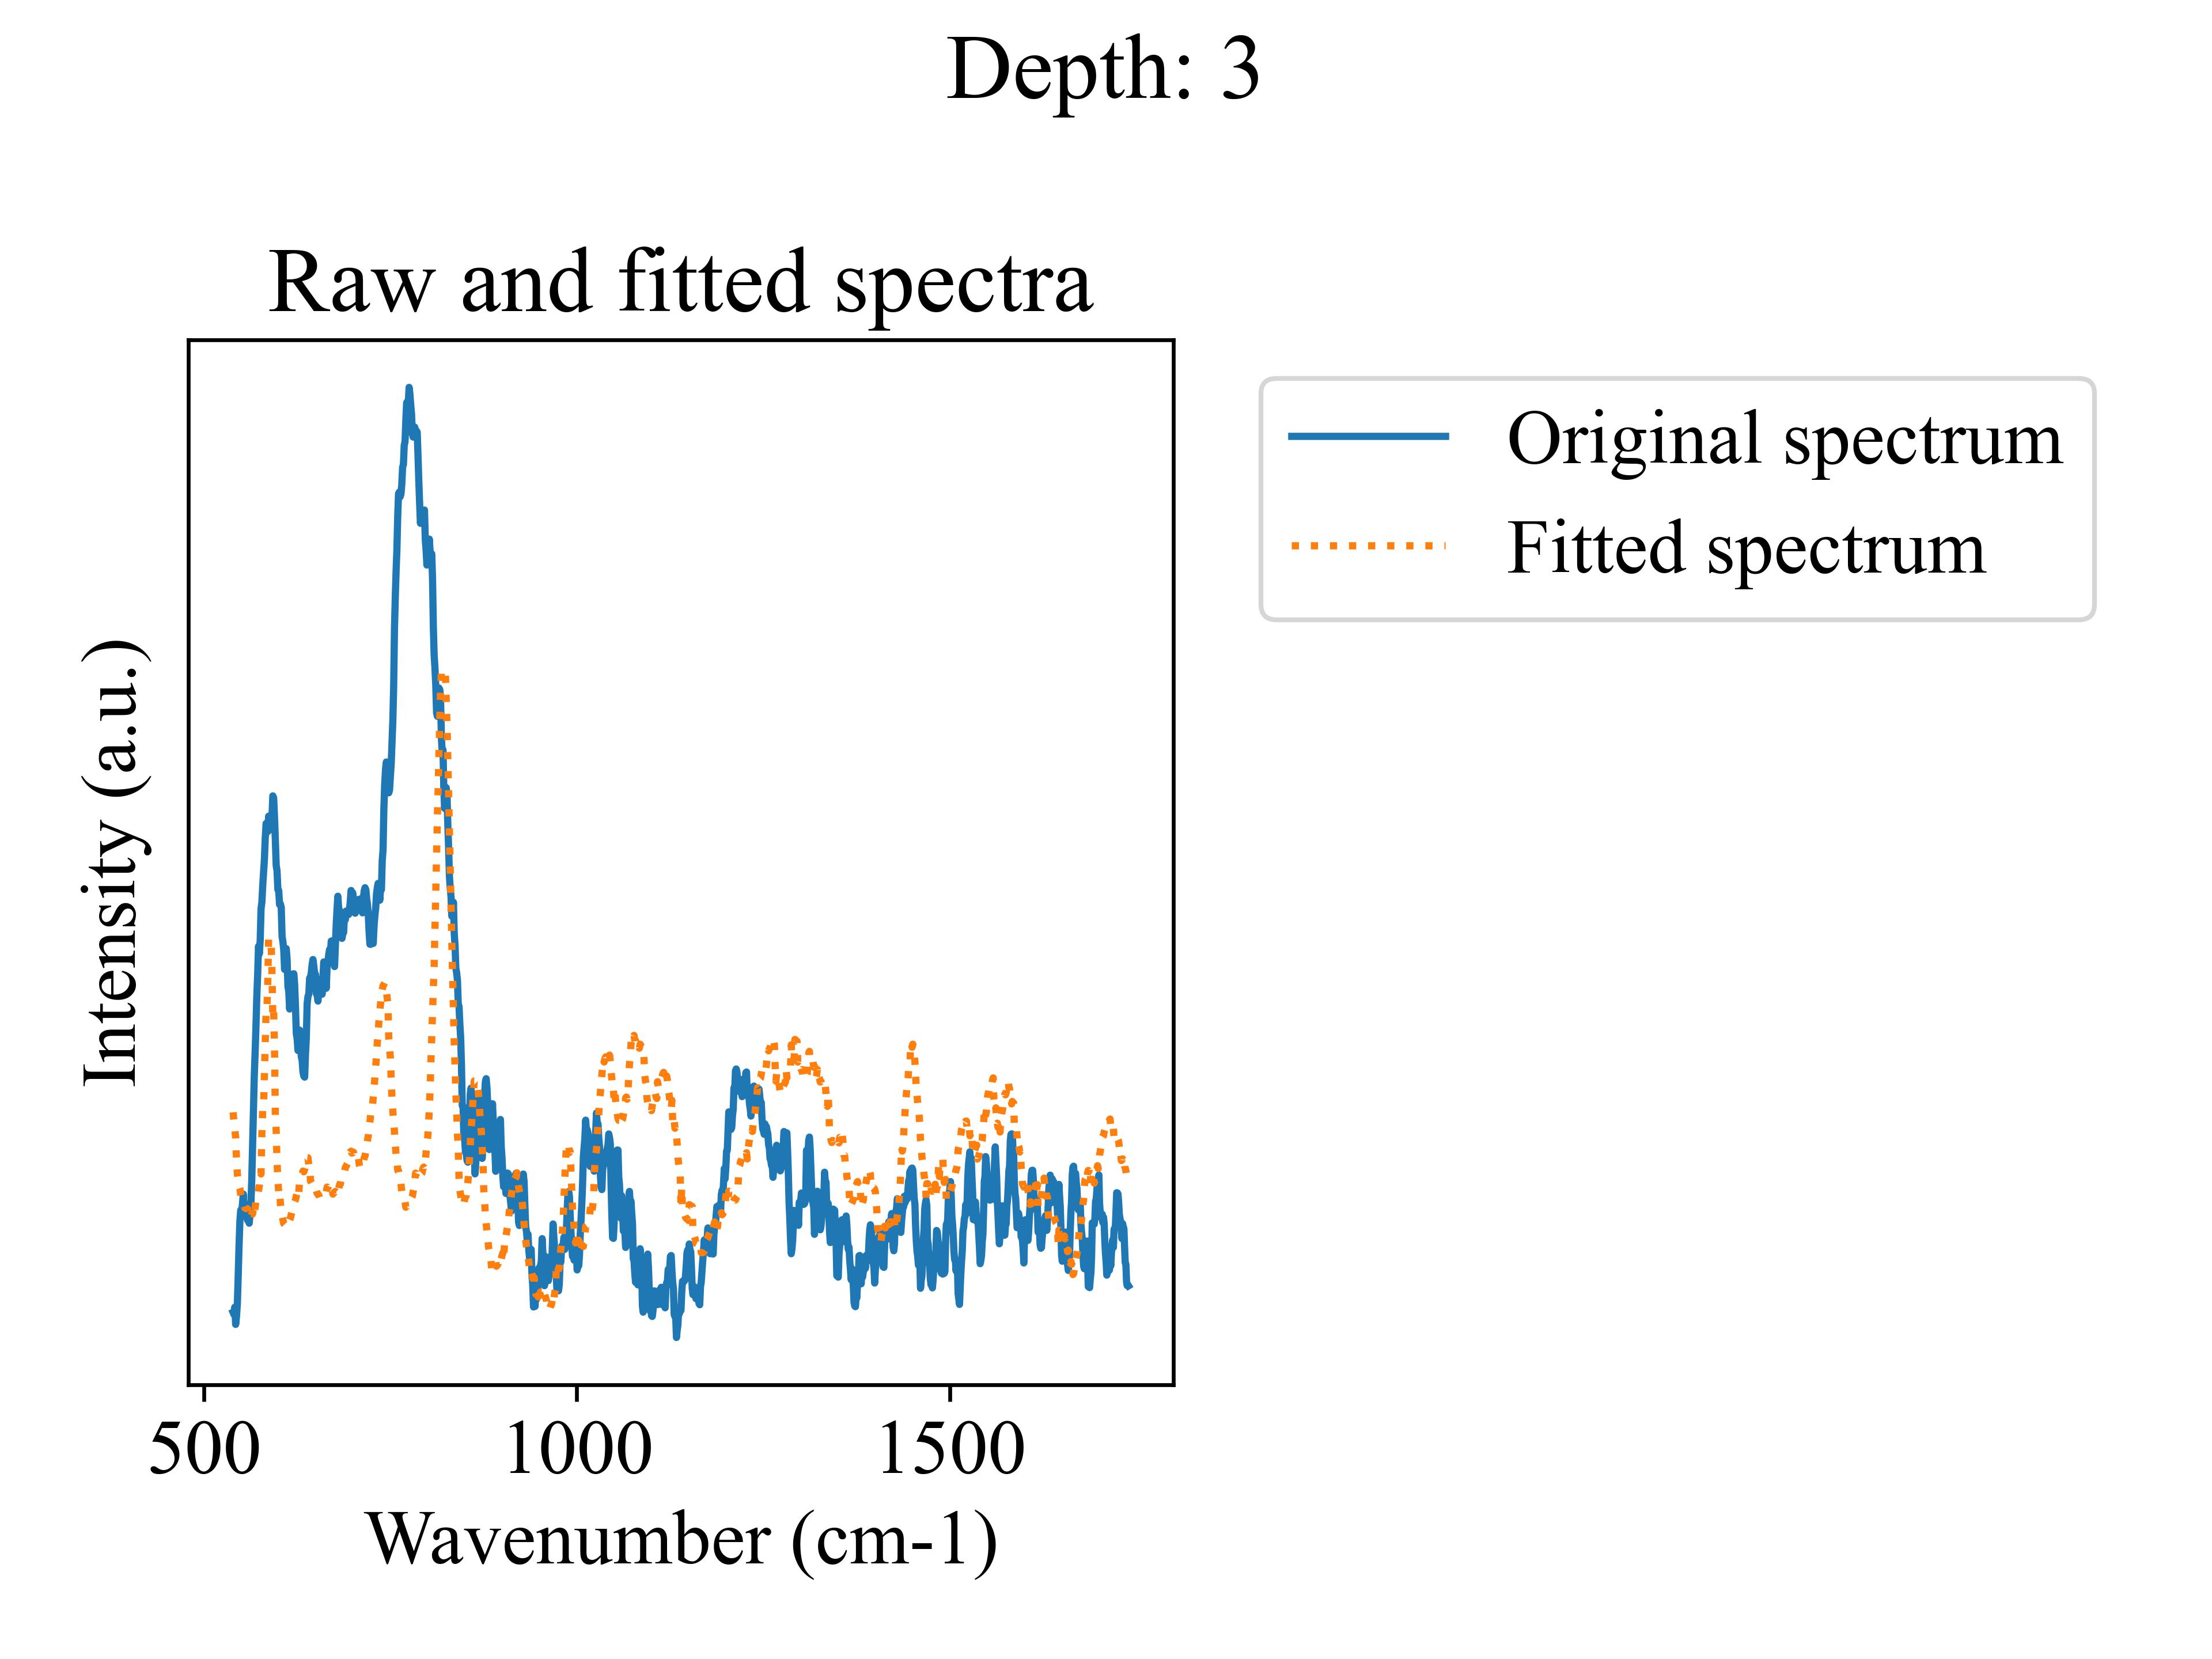 Depth: 3
Raw and fitted spectra
Original spectrum
Fitted spectrum
Intensity (a.u.)
500 1000 1500
Wavenumber (cm-1)